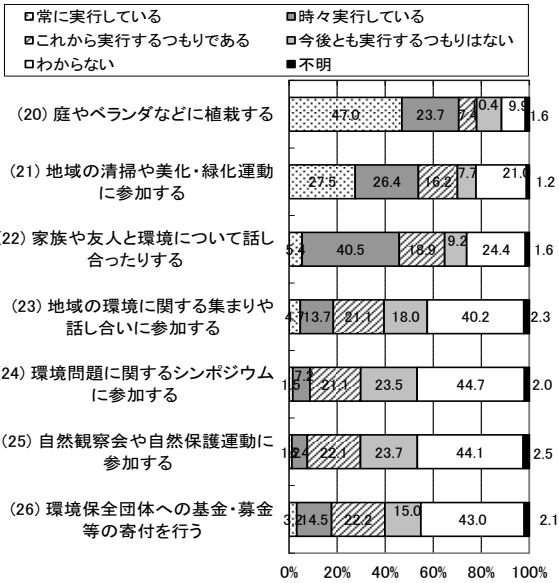 常に実行している 時々実行している
これから実行するつもりである 今後とも実行するつもりはない
わからない 不明
(20) 庭やベランダなどに植栽する
47.0 23.7 7.4 10.4 9.9 1.6
(21) 地域の清掃や美化・緑化運動
に参加する
27.5 26.4 16.2 7.7 21.0 1.2
(22) 家族や友人と環境について話し
合ったりする
5.4 40.5 18.9 9.2 24.4 1.6
(23) 地域の環境に関する集まりや
話し合いに参加する
4.7 13.7 21.1 18.0 40.2 2.3
(24) 環境問題に関するシンポジウム
に参加する
1.5 7.2 21.1 23.5 44.7 2.0
(25) 自然観察会や自然保護運動に
参加する
22.1 23.7 44.1 2.5
(26) 環境保全団体への基金・募金
等の寄付を行う
3.2 14.5 22.2 15.0 43.0 2.1
0% 20% 40% 60% 80% 100%